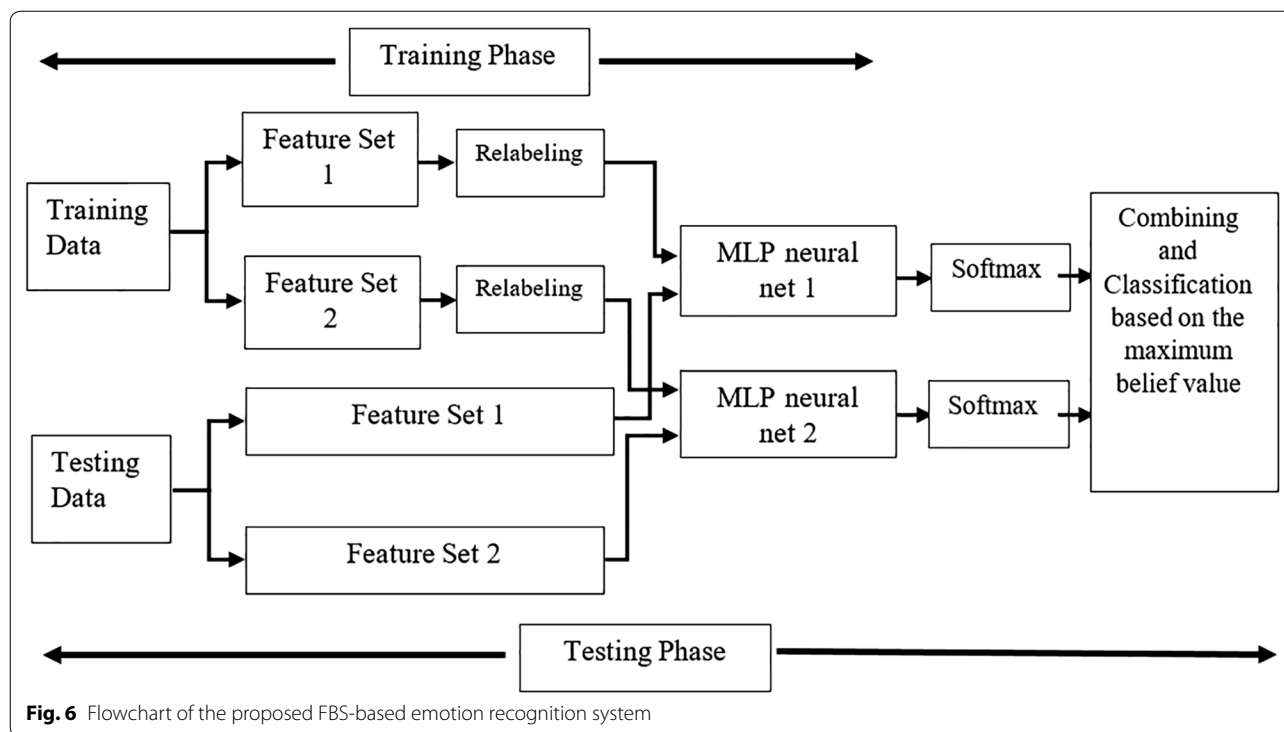 Training Phase
Feature Set
1
Relabeling
Training
Data
Feature Set
2
Relabeling
MLP neural
net 1
Softmax
Combining
and
Classification
based on the
maximum
belief value
Feature Set 1
MLP neural
net 2
Softmax
Testing
Data
Feature Set 2
Testing Phase
Fig. 6 Flowchart of the proposed FBS-based emotion recognition system